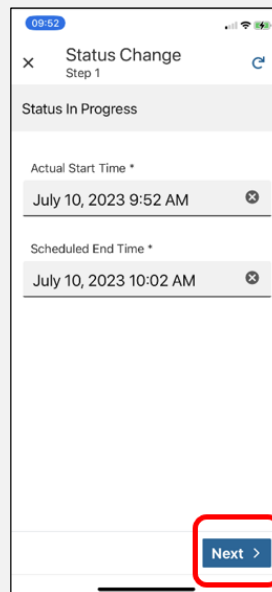 09:52
Status Change
Step 1
Status In Progress
Actual Start Time *
July 10, 2023 9:52 AM
Scheduled End Time *
July 10, 2023 10:02 AM
Next >